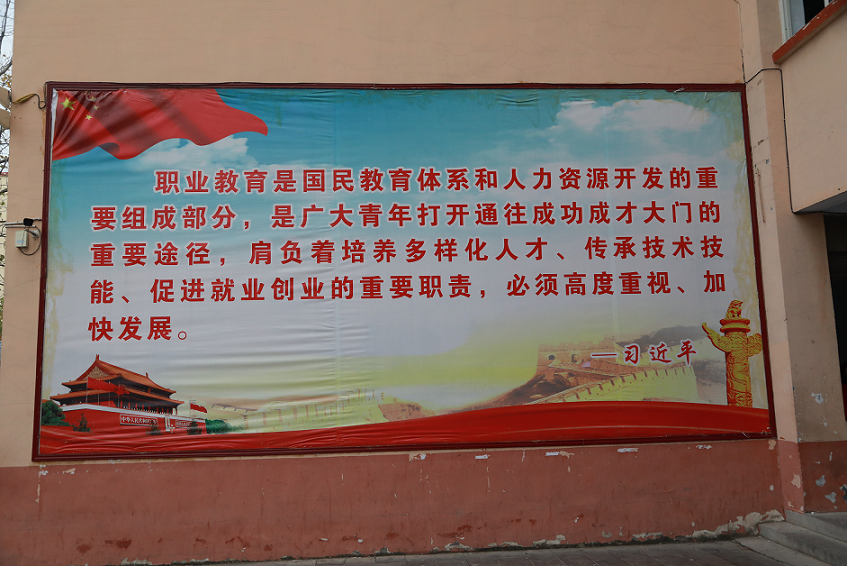 职业教育是国民教育体系和人力资源开发的重
要组成部分，是广大青年打开通往成功成才大门的
重要途径，肩负着培养多样化人才、传承技术技
能、促进就业创业的重要职责，必须高度重视、加
快发展。
—习近平